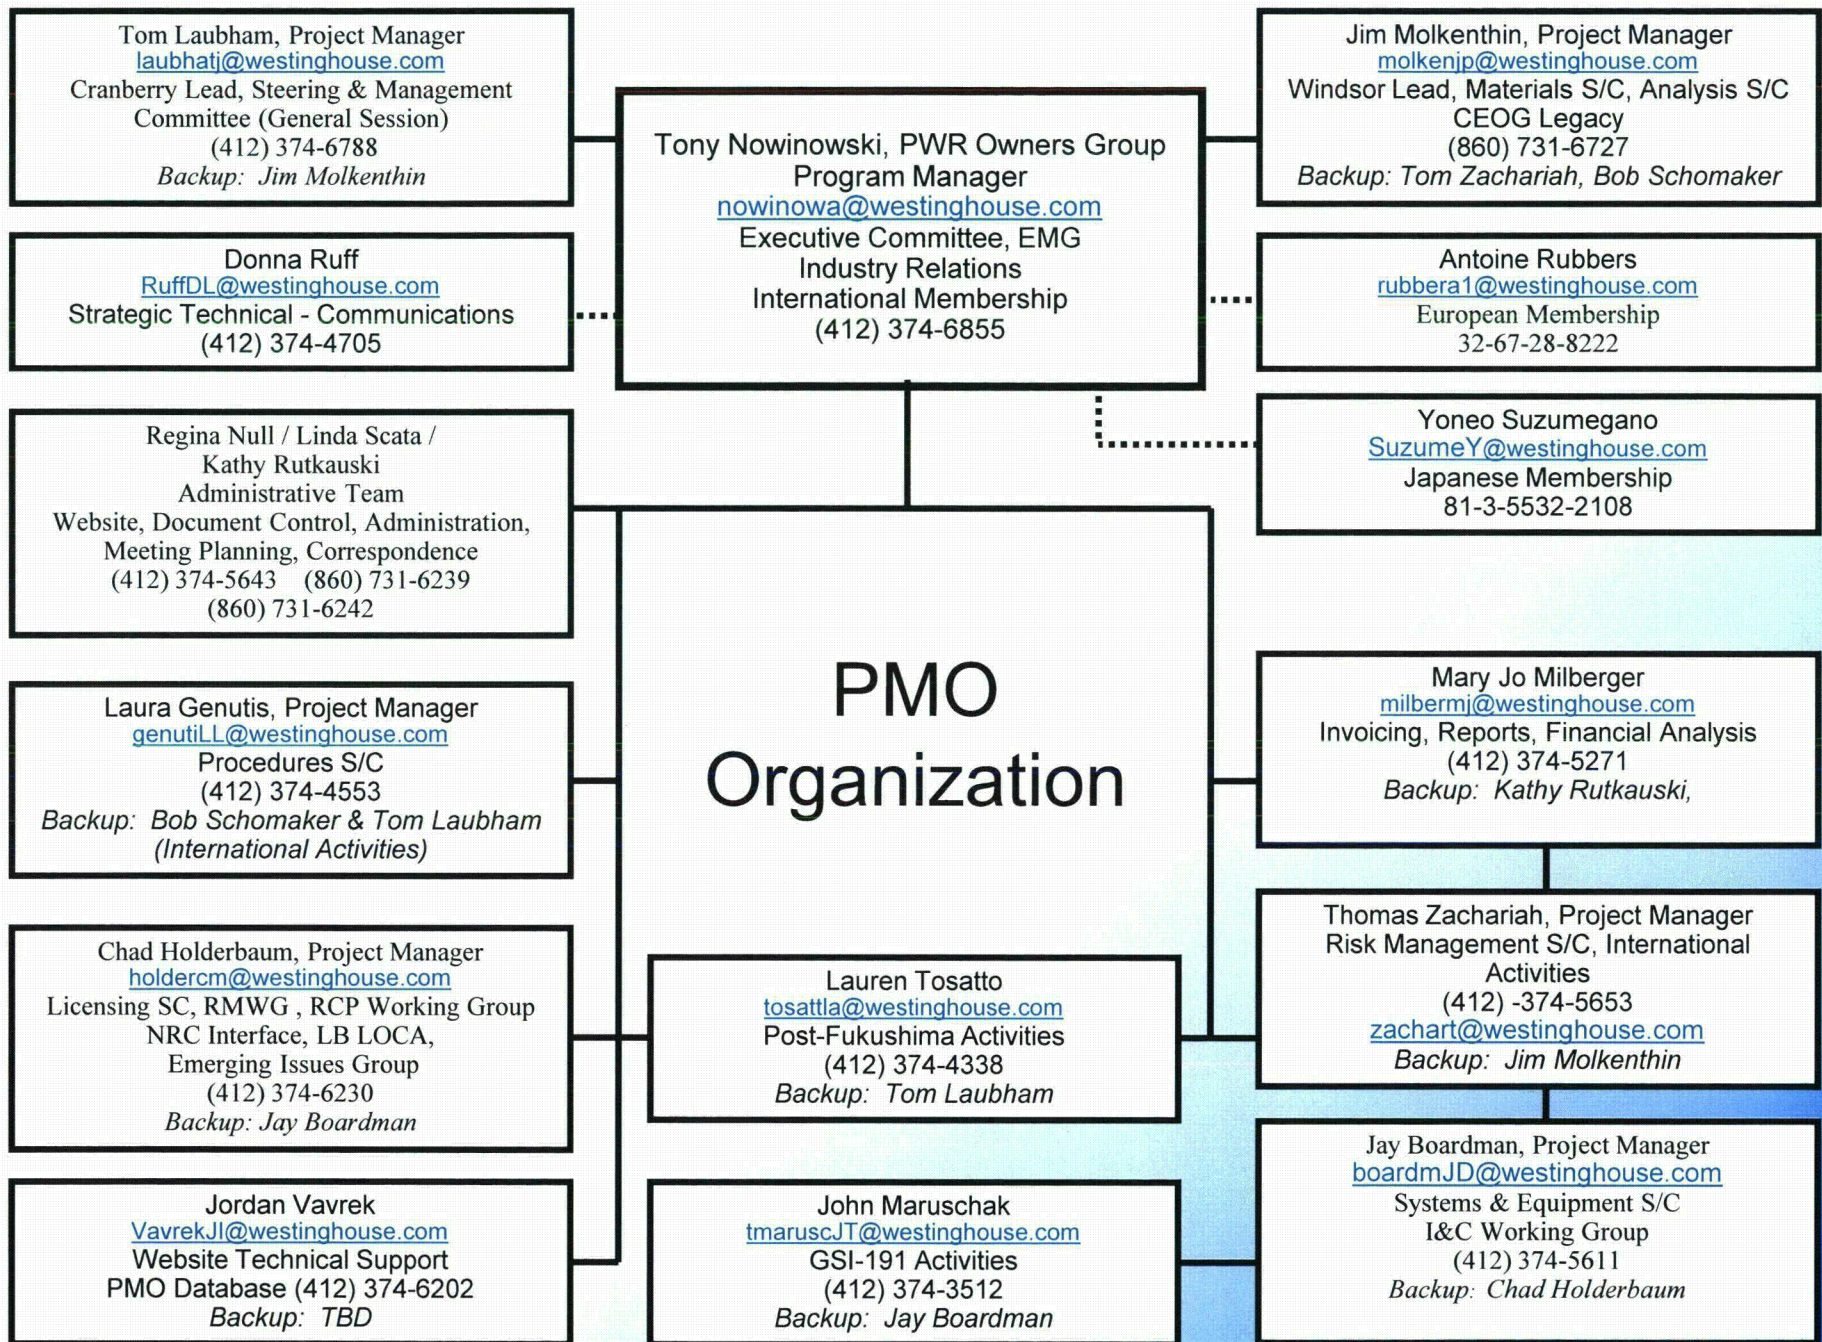 Tom Laubham, Project Manager
laubhatj@westinghouse.com
Cranberry Lead, Steering & Management
Committee (General Session)
(412) 374-6788
Backup: Jim Molkenthin
Tony Nowinowski, PWR Owners Group
Program Manager
nowinowa@westinghouse.com
Executive Committee, EMG
Industry Relations
International Membership
(412) 374-6855
Jim Molkenthin, Project Manager
molkenjp@westinghouse.com
Windsor Lead, Materials S/C, Analysis S/C
CEOG Legacy
(860) 731-6727
Backup: Tom Zachariah, Bob Schomaker
Donna Ruff
RuffDL@westinghouse.com
Strategic Technical - Communications
(412) 374-4705
Antoine Rubbers
rubbera1@westinghouse.com
European Membership
32-67-28-8222
Yoneo Suzumegano
SuzumeY@westinghouse.com
Japanese Membership
81-3-5532-2108
Regina Null / Linda Scata /
Kathy Rutkauski
Administrative Team
Website, Document Control, Administration,
Meeting Planning, Correspondence
(412) 374-5643 (860) 731-6239
(860) 731-6242
PMO
Organization
Laura Genutis, Project Manager
genutiLL@westinghouse.com
Procedures S/C
(412) 374-4553
Backup: Bob Schomaker & Tom Laubham
(International Activities)
Mary Jo Milberger
milbermj@westinghouse.com
Invoicing, Reports, Financial Analysis
(412) 374-5271
Backup: Kathy Rutkauski,
Chad Holderbaum, Project Manager
holdercm@westinghouse.com
Licensing SC, RMWG , RCP Working Group
NRC Interface, LB LOCA,
Emerging Issues Group
(412) 374-6230
Backup: Jay Boardman
Lauren Tosatto
tosattla@westinghouse.com
Post-Fukushima Activities
(412) 374-4338
Backup: Tom Laubham
Thomas Zachariah, Project Manager
Risk Management S/C, International
Activities
(412) -374-5653
zachart@westinghouse.com
Backup: Jim Molkenthin
Jordan Vavrek
VavrekJl@westinghouse.com
Website Technical Support
PMO Database (412) 374-6202
Backup: TBD
John Maruschak
tmaruscJT@westinghouse.com
GSI-191 Activities
(412) 374-3512
Backup: Jay Boardman
Jay Boardman, Project Manager
boardmJD@westinghouse.com
Systems & Equipment S/C
I&C Working Group
(412) 374-5611
Backup: Chad Holderbaum